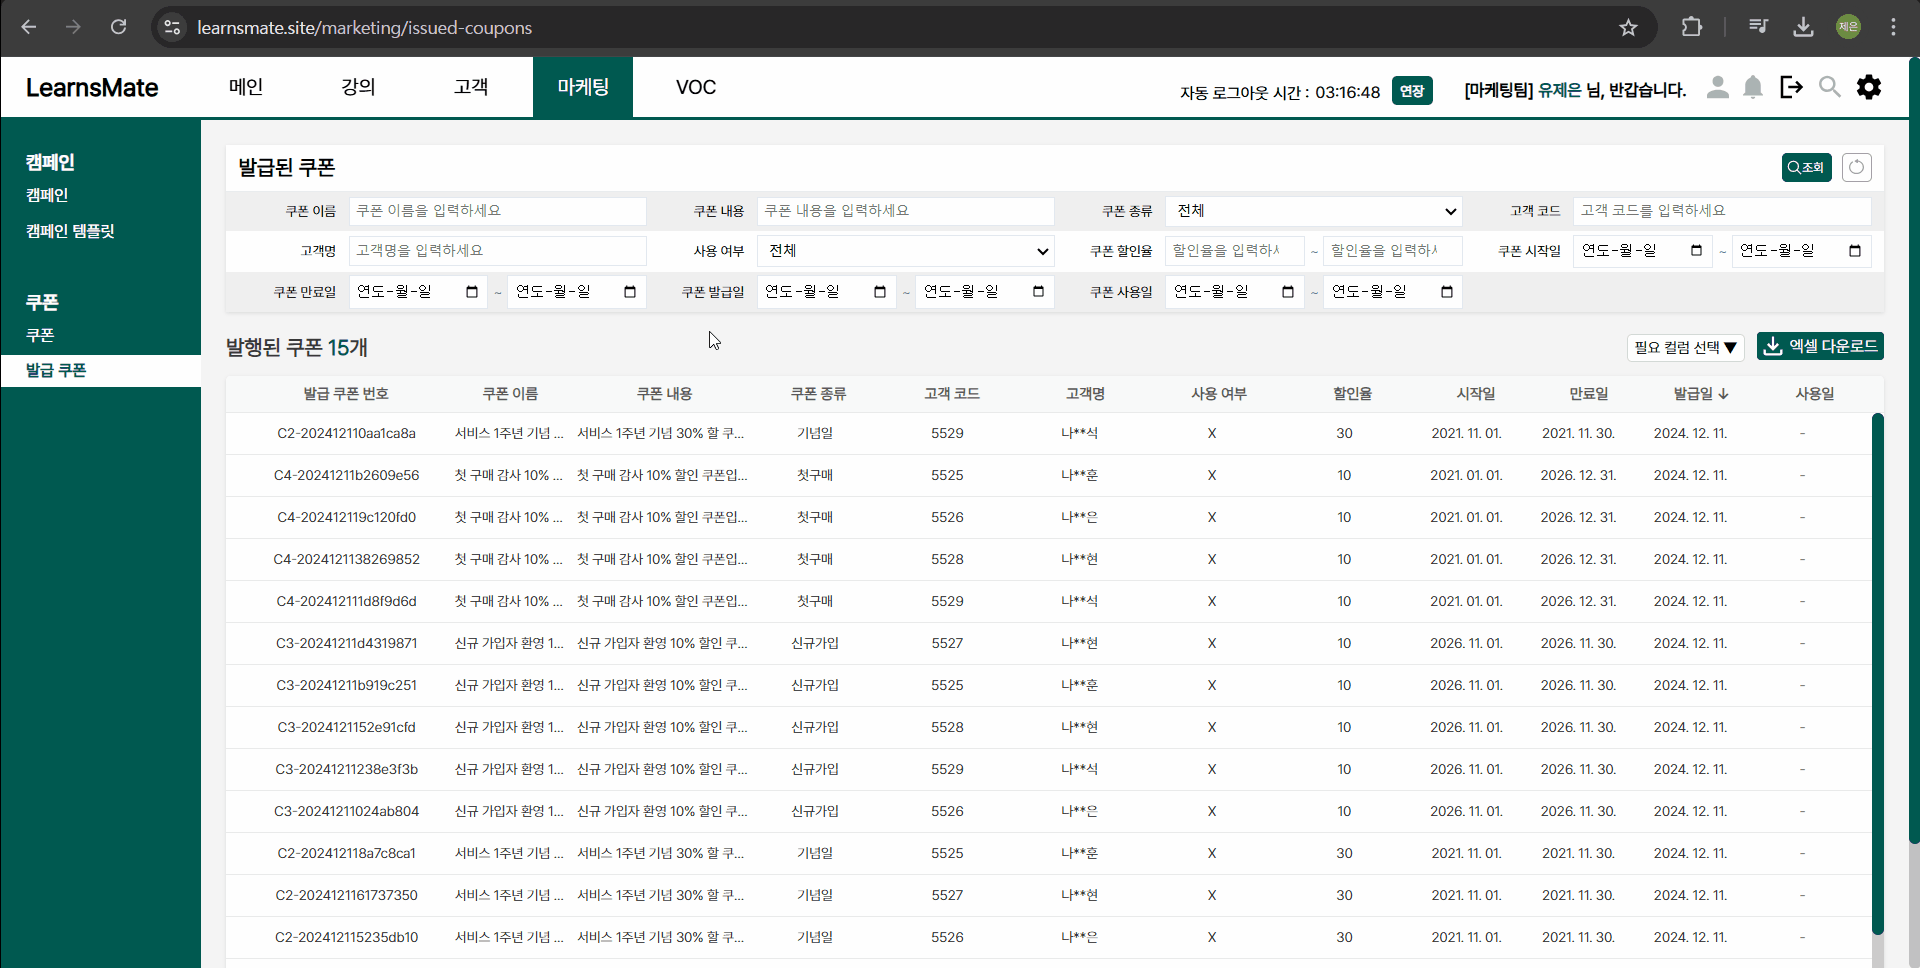 learnsmate.site/marketing/issued-coupons
제은
LearnsMate 메인 강의 고객 마케팅 VOC 자동 로그아웃 시간 : 03:16:48 연장 [마케팅팀] 유제은 님, 반갑습니다.
캠페인
캠페인
캠페인 템플릿
쿠폰
쿠폰
발급 쿠폰
발급된 쿠폰 조회
쿠폰 이름 쿠폰 이름을 입력하세요 쿠폰 내용 쿠폰 내용을 입력하세요 쿠폰 종류 전체 고객 코드 고객 코드를 입력하세요
고객명 고객명을 입력하세요 사용 여부 전체 쿠폰 할인율 할인율을 입력하 ~ 할인율을 입력하 쿠폰 시작일 연도-월-일 ~ 연도-월-일
쿠폰 만료일 연도-월-일 ~ 연도-월-일 쿠폰 발급일 연도-월-일 ~ 연도-월-일 쿠폰 사용일 연도-월-일 ~ 연도-월-일
발행된 쿠폰 15개 필요 컬럼 선택 ▼ 엑셀 다운로드
발급 쿠폰 번호 쿠폰 이름 쿠폰 내용 쿠폰 종류 고객 코드 고객명 사용 여부 할인율 시작일 만료일 발급일 ↓ 사용일
C2-202412110aa1ca8a 서비스 1주년 기념 ... 서비스 1주년 기념 30% 할 쿠... 기념일 5529 나**석 X 30 2021. 11. 01. 2021. 11. 30. 2024. 12. 11. -
C4-20241211b2609e56 첫 구매 감사 10% ... 첫 구매 감사 10% 할인 쿠폰입... 첫구매 5525 나**훈 X 10 2021. 01. 01. 2026. 12. 31. 2024. 12. 11. -
C4-202412119c120fd0 첫 구매 감사 10% ... 첫 구매 감사 10% 할인 쿠폰입... 첫구매 5526 나**은 X 10 2021. 01. 01. 2026. 12. 31. 2024. 12. 11. -
C4-2024121138269852 첫 구매 감사 10% ... 첫 구매 감사 10% 할인 쿠폰입... 첫구매 5528 나**현 X 10 2021. 01. 01. 2026. 12. 31. 2024. 12. 11. -
C4-202412111d8f9d6d 첫 구매 감사 10% ... 첫 구매 감사 10% 할인 쿠폰입... 첫구매 5529 나**석 X 10 2021. 01. 01. 2026. 12. 31. 2024. 12. 11. -
C3-20241211d4319871 신규 가입자 환영 1... 신규 가입자 환영 10% 할인 쿠... 신규가입 5527 나**현 X 10 2026. 11. 01. 2026. 11. 30. 2024. 12. 11. -
C3-20241211b919c251 신규 가입자 환영 1... 신규 가입자 환영 10% 할인 쿠... 신규가입 5525 나**훈 X 10 2026. 11. 01. 2026. 11. 30. 2024. 12. 11. -
C3-2024121152e91cfd 신규 가입자 환영 1... 신규 가입자 환영 10% 할인 쿠... 신규가입 5528 나**현 X 10 2026. 11. 01. 2026. 11. 30. 2024. 12. 11. -
C3-20241211238e3f3b 신규 가입자 환영 1... 신규 가입자 환영 10% 할인 쿠... 신규가입 5529 나**석 X 10 2026. 11. 01. 2026. 11. 30. 2024. 12. 11. -
C3-20241211024ab804 신규 가입자 환영 1... 신규 가입자 환영 10% 할인 쿠... 신규가입 5526 나**은 X 10 2026. 11. 01. 2026. 11. 30. 2024. 12. 11. -
C2-202412118a7c8ca1 서비스 1주년 기념 ... 서비스 1주년 기념 30% 할 쿠... 기념일 5525 나**훈 X 30 2021. 11. 01. 2021. 11. 30. 2024. 12. 11. -
C2-2024121161737350 서비스 1주년 기념 ... 서비스 1주년 기념 30% 할 쿠... 기념일 5527 나**현 X 30 2021. 11. 01. 2021. 11. 30. 2024. 12. 11. -
C2-202412115235db10 서비스 1주년 기념 ... 서비스 1주년 기념 30% 할 쿠... 기념일 5526 나**은 X 30 2021. 11. 01. 2021. 11. 30. 2024. 12. 11. -